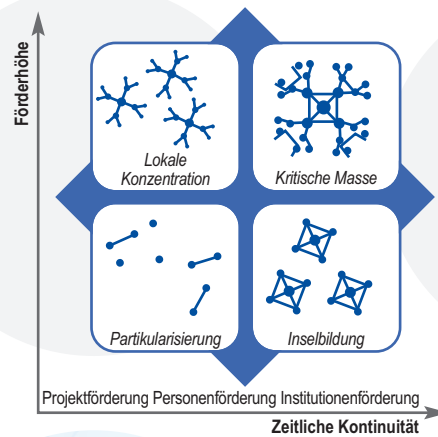 Förderhöhe
Lokale
Konzentration
Kritische Masse
Partikularisierung
Inselbildung
Projektförderung Personenförderung Institutionenförderung
Zeitliche Kontinuität